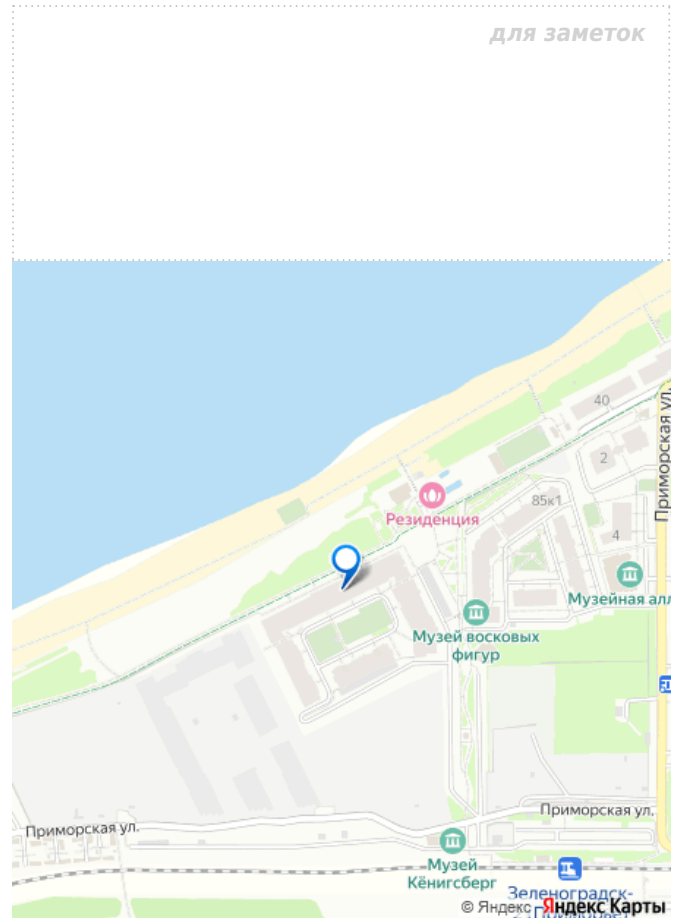 для заметок
40
Приморская ул.
2
85к1
Резиденция
4
Музейная алл
Музей восковых
фигур
Приморская ул.
Приморская ул.
Музей
Кёнигсберг
Зеленоградск-
© Яндекс Яндекс Карты